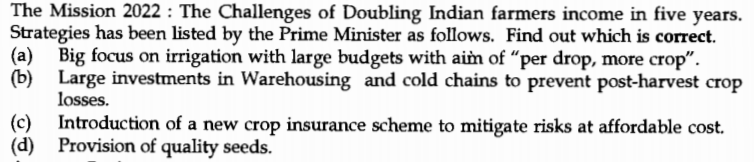 The Mission 2022 : The Challenges of Doubling Indian farmers income in five years.
Strategies has been listed by the Prime Minister as follows. Find out which is correct.
(a) Big focus on irrigation with large budgets with aim of "per drop, more crop".
(b) Large investments in Warehousing and cold chains to prevent post-harvest crop
losses.
(c) Introduction of a new crop insurance scheme to mitigate risks at affordable cost.
(d) Provision of quality seeds.